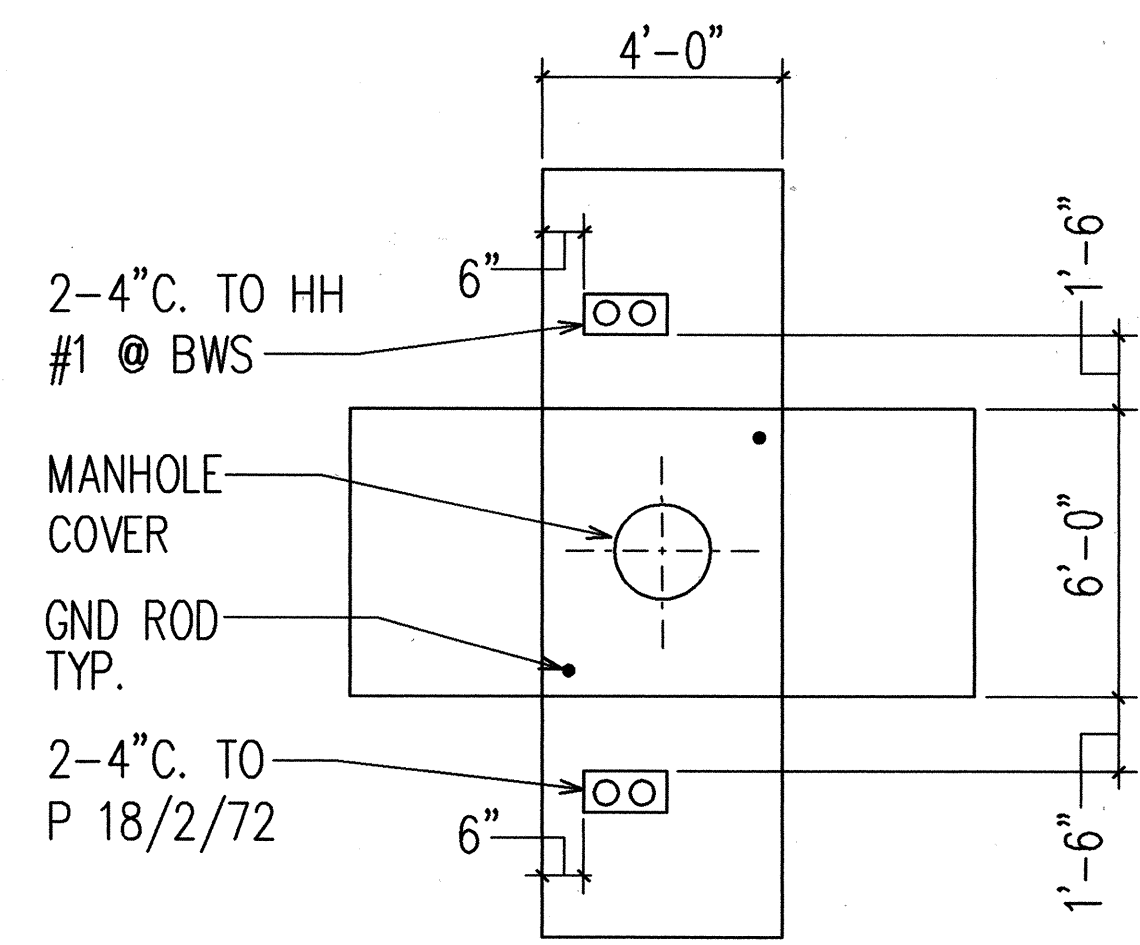 4'-0"
1'-6"
6"
2-4"C. TO HH
#1 @ BWS
MANHOLE
COVER
6'-0"
GND ROD
TYP.
2-4"C. TO
P 18/2/72
6"
1'-6"